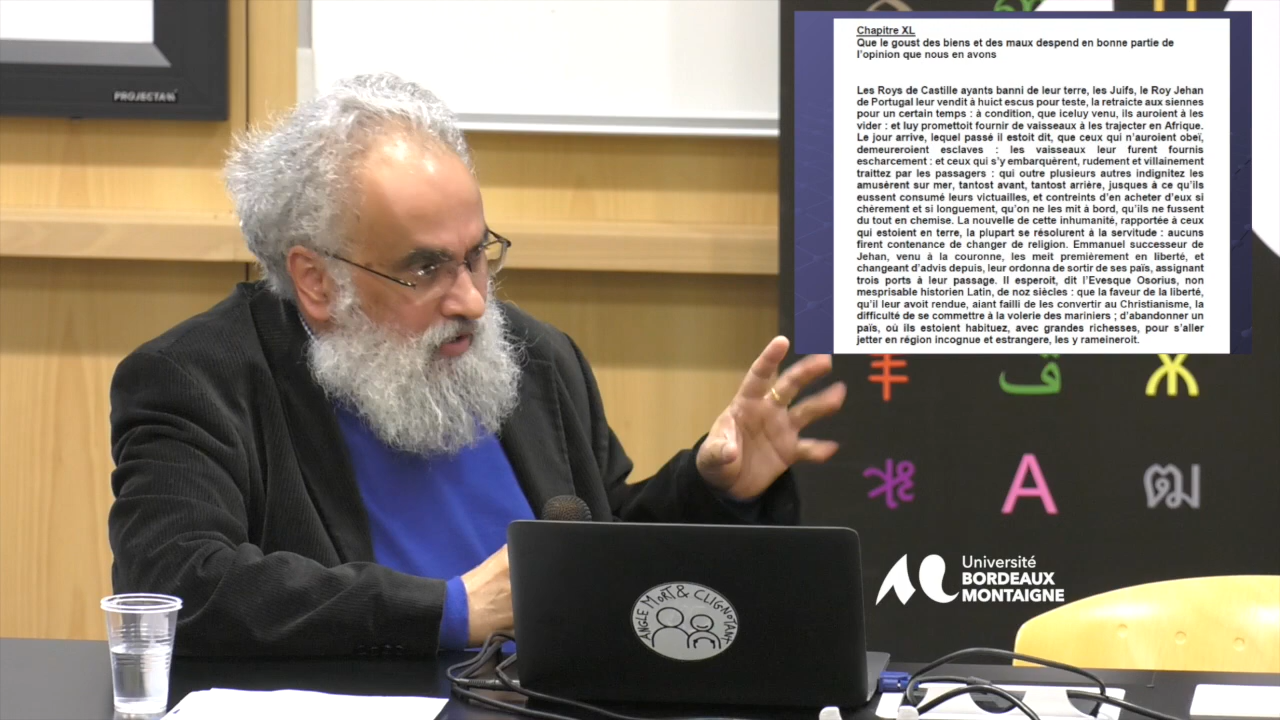 PROJECTA
Chapitre XL
Que le goust des biens et des maux despend en bonne partie de
l'opinion que nous en avons
Les Roys de Castille ayants banni de leur terre, les Juifs, le Roy Jehan
de Portugal leur vendit à huict escus pour teste, la retraicte aux siennes
pour un certain temps : à condition, que iceluy venu, ils auroient à les
vider : et luy promettoit fournir de vaisseaux à les trajecter en Afrique.
Le jour arrive, lequel passé il estoit dit, que ceux qui n'auroient obeï,
demeureroient esclaves : les vaisseaux leur furent fournis
escharcement : et ceux qui s'y embarquèrent, rudement et villainement
traittez par les passagers : qui outre plusieurs autres indignitez les
amusèrent sur mer, tantost avant, tantost arrière, jusques à ce qu'ils
eussent consumé leurs victuailles, et contreints d'en acheter d'eux si
chèrement et si longuement, qu'on ne les mit à bord, qu'ils ne fussent
du tout en chemise. La nouvelle de cette inhumanité, rapportée à ceux
qui estoient en terre, la plupart se résolurent à la servitude : aucuns
firent contenance de changer de religion. Emmanuel successeur de
Jehan, venu à la couronne, les meit premièrement en liberté, et
changeant d'advis depuis, leur ordonna de sortir de ses païs, assignant
trois ports à leur passage. Il esperoit, dit l'Evesque Osorius, non
mesprisable historien Latin, de noz siècles : que la faveur de la liberté,
qu'il leur avoit rendue, aiant failli de les convertir au Christianisme, la
difficulté de se commettre à la volerie des mariniers ; d'abandonner un
païs, où ils estoient habituez, avec grandes richesses, pour s'aller
jetter en région incognue et estrangere, les y rameineroit.
ف Ѫ
A ฒ
Université
BORDEAUX
MONTAIGNE
ANGLE MORT & CLIGNOTANT